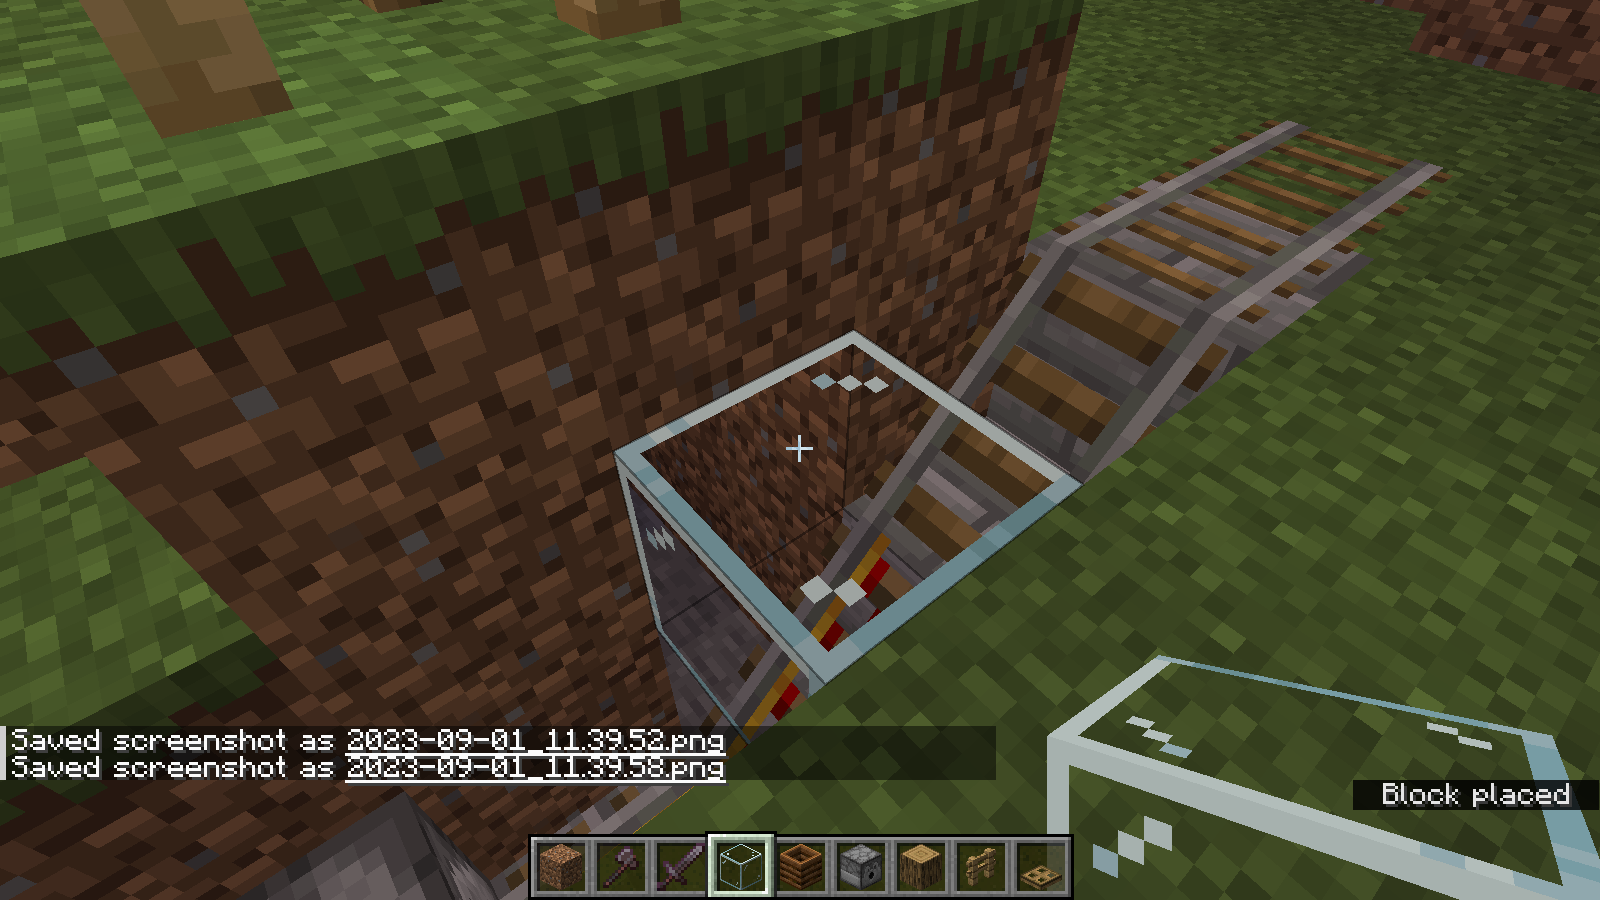 Saved screenshot as 2023-09-01_11.39.52.png
Saved screenshot as 2023-09-01_11.39.58.png
Block placed